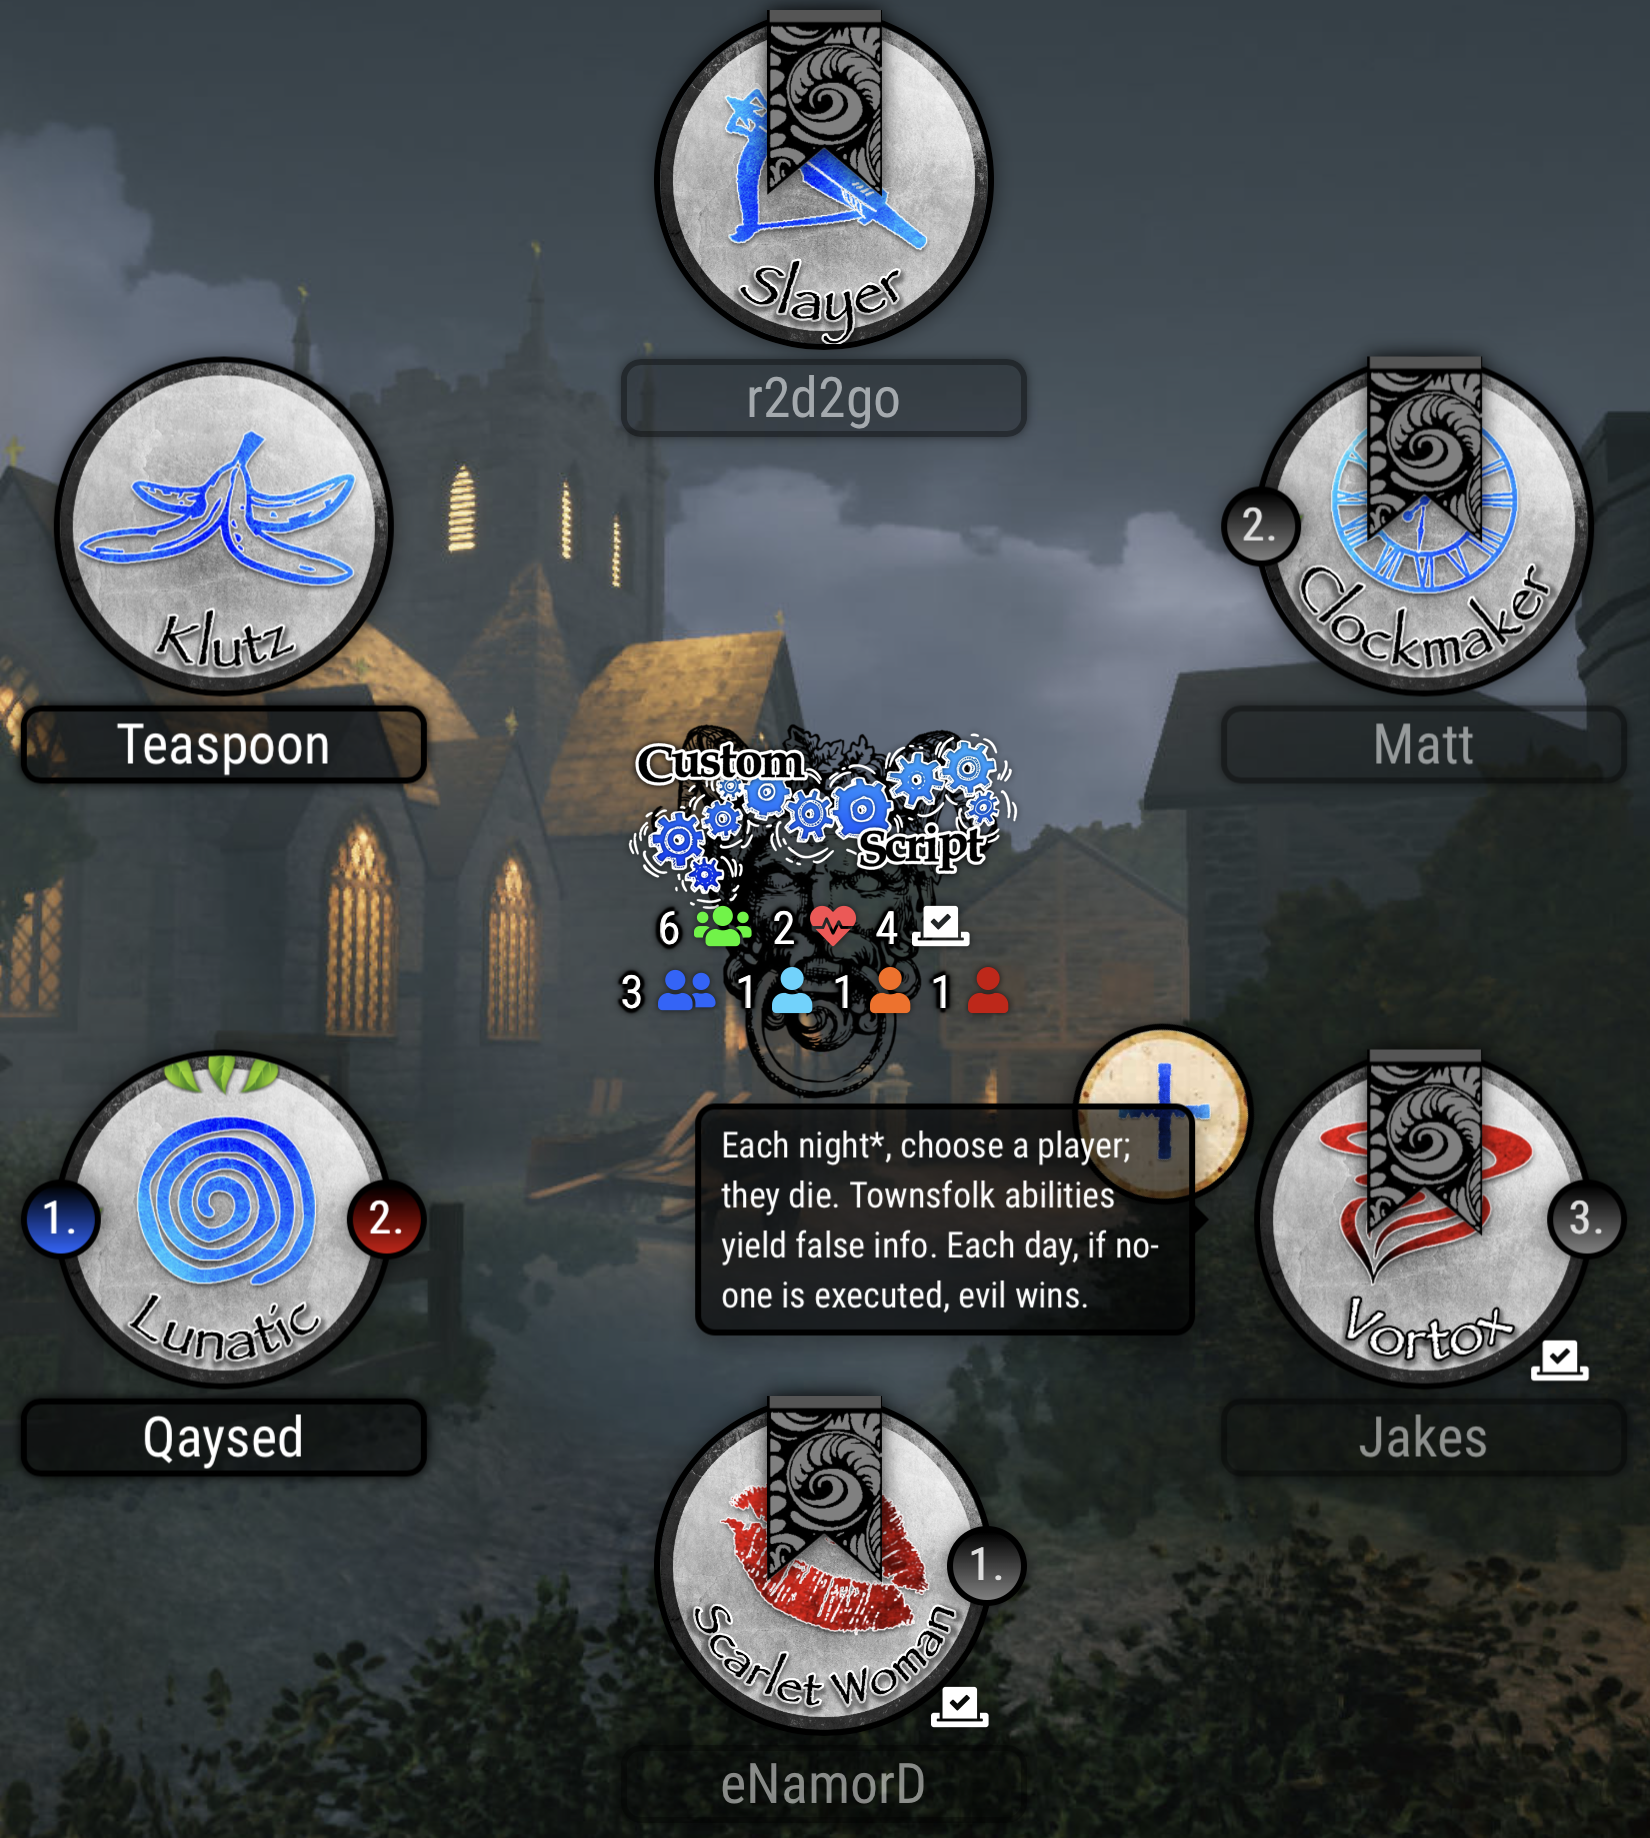 Slayer
r2d2go
Klutz
Teaspoon
2.
Clockmaker
Matt
Custom
Script
6 2 4
3 1 1 1
1.
Lunatic
2.
Qaysed
Each night*, choose a player;
they die. Townsfolk abilities
yield false info. Each day, if no-
one is executed, evil wins.
3.
Vortox
Jakes
1.
Scarlet Woman
eNamorD